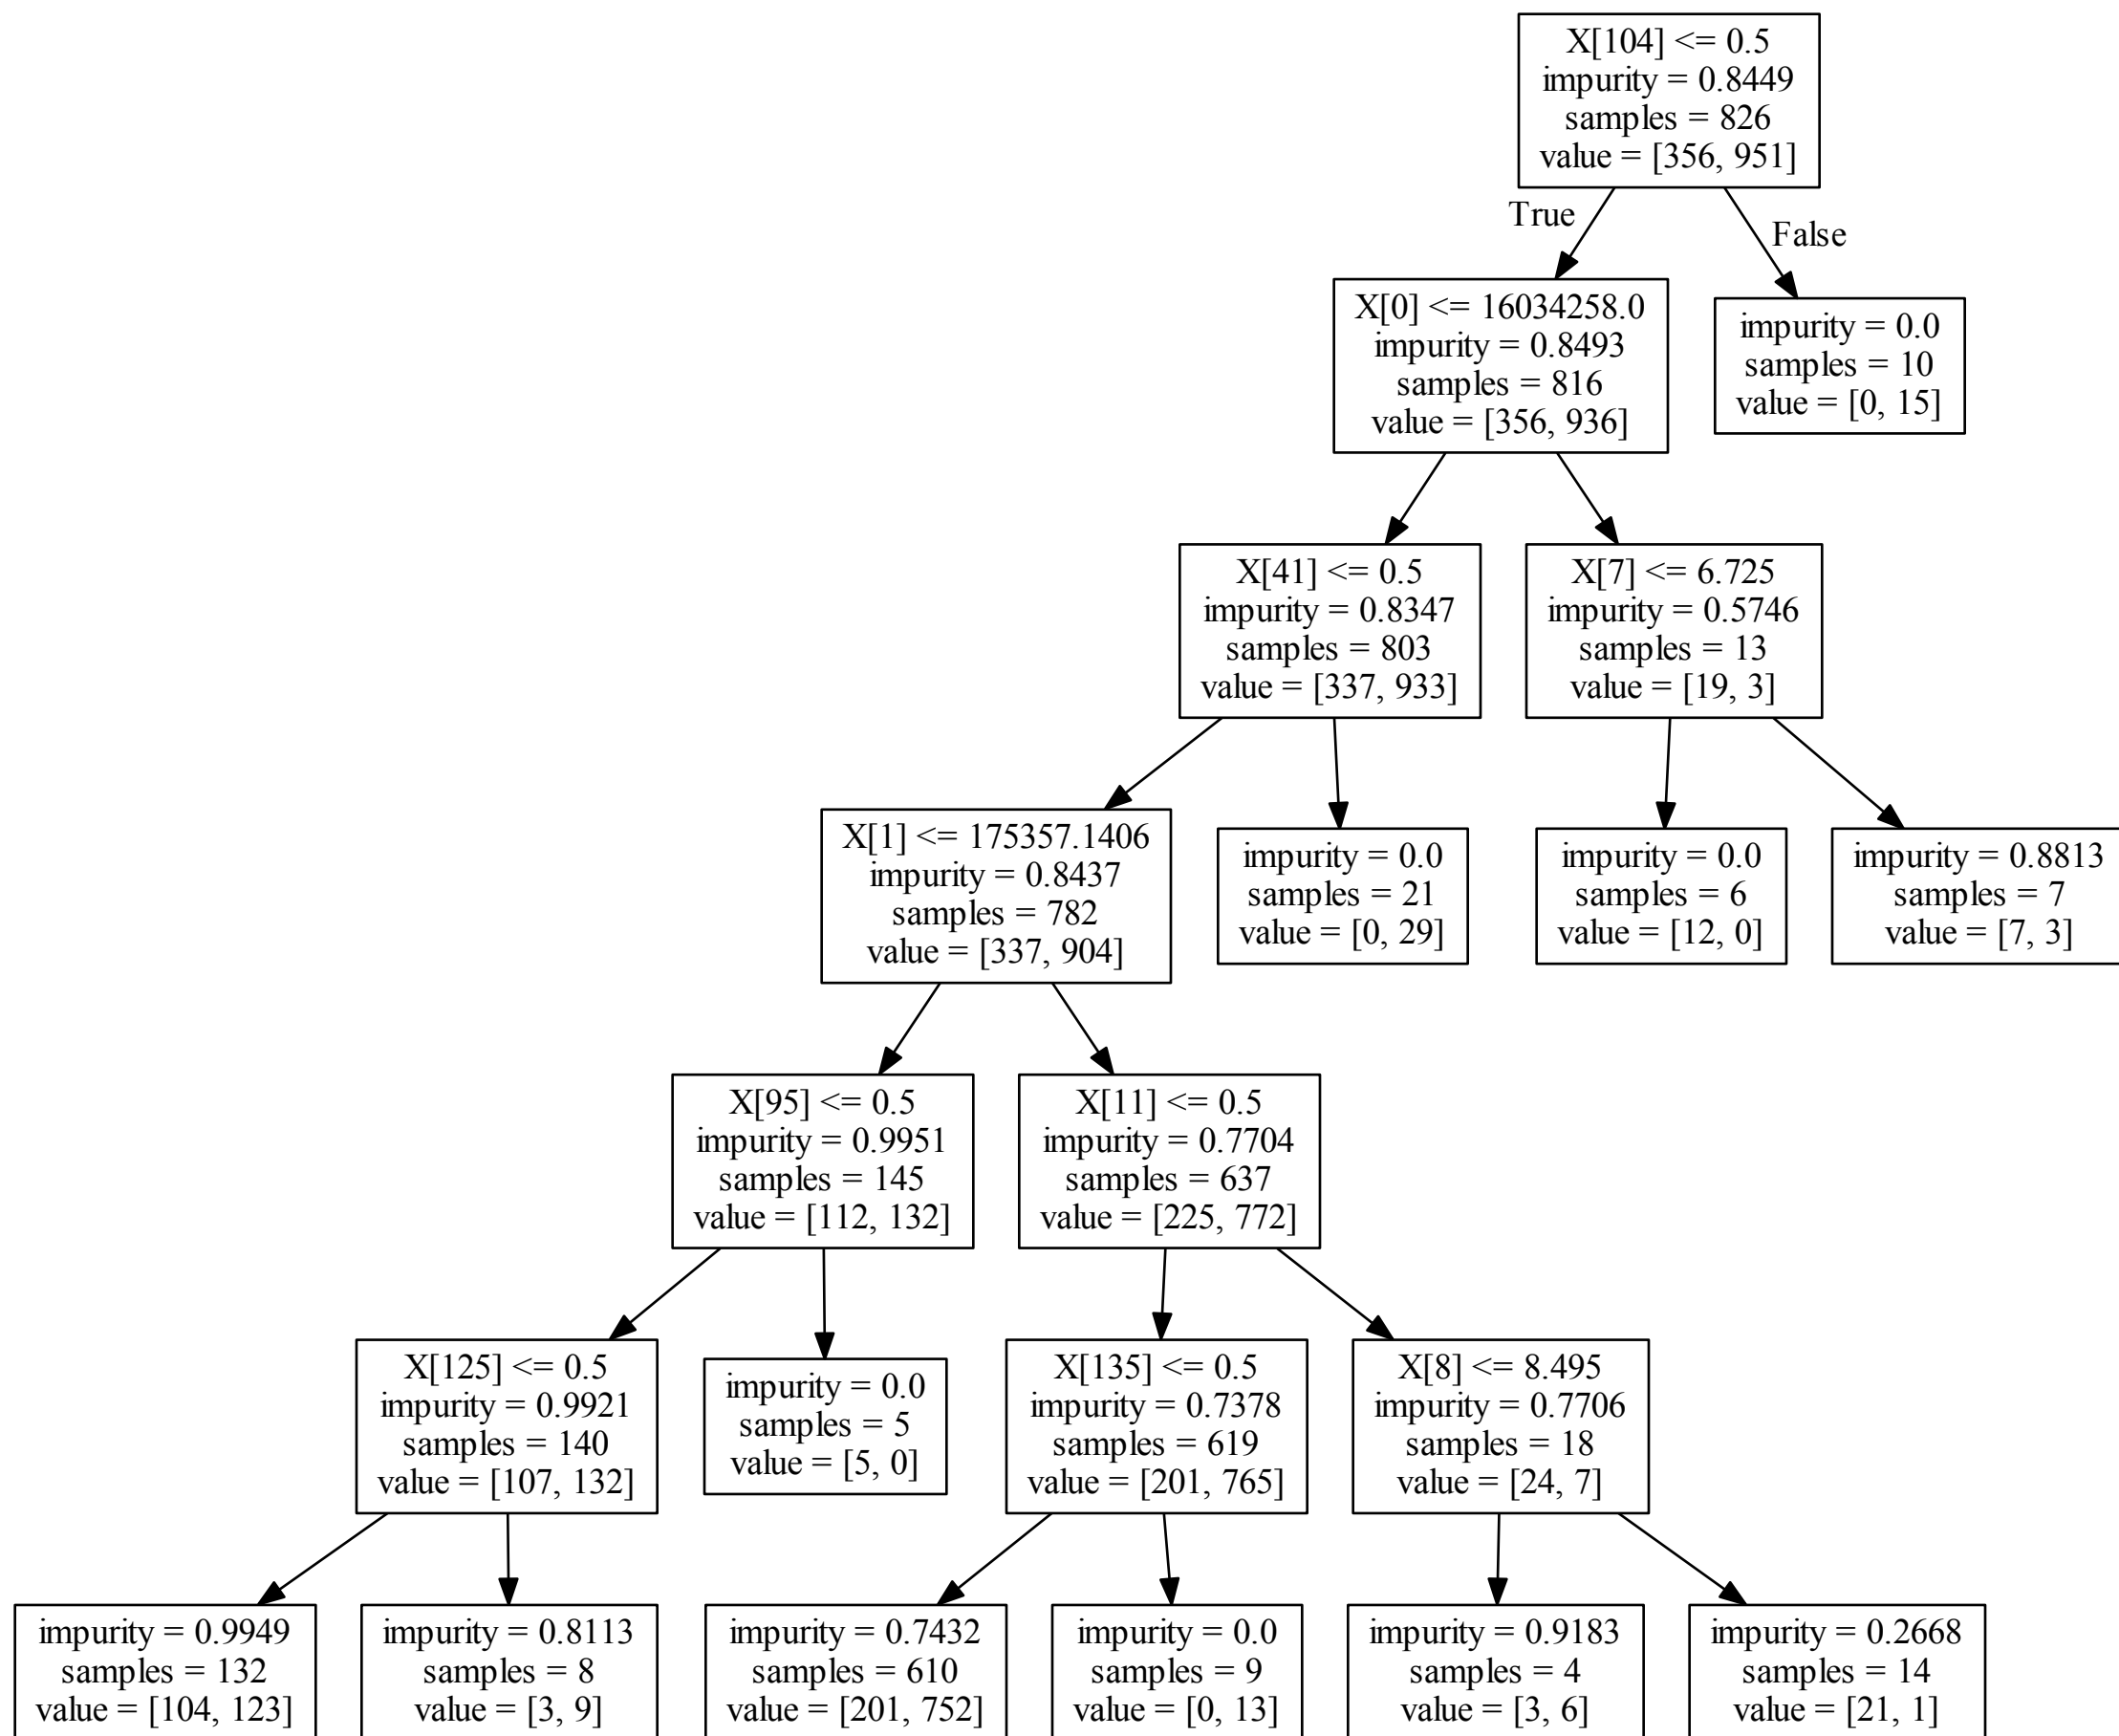 X[104] <= 0.5
impurity = 0.8449
samples = 826
value = [356, 951]
True
False
X[0] <= 16034258.0
impurity = 0.8493
samples = 816
value = [356, 936]
impurity = 0.0
samples = 10
value = [0, 15]
X[41] <= 0.5
impurity = 0.8347
samples = 803
value = [337, 933]
X[7] <= 6.725
impurity = 0.5746
samples = 13
value = [19, 3]
X[1] <= 175357.1406
impurity = 0.8437
samples = 782
value = [337, 904]
impurity = 0.0
samples = 21
value = [0, 29]
impurity = 0.0
samples = 6
value = [12, 0]
impurity = 0.8813
samples = 7
value = [7, 3]
X[95] <= 0.5
impurity = 0.9951
samples = 145
value = [112, 132]
X[11] <= 0.5
impurity = 0.7704
samples = 637
value = [225, 772]
X[125] <= 0.5
impurity = 0.9921
samples = 140
value = [107, 132]
impurity = 0.0
samples = 5
value = [5, 0]
X[135] <= 0.5
impurity = 0.7378
samples = 619
value = [201, 765]
X[8] <= 8.495
impurity = 0.7706
samples = 18
value = [24, 7]
impurity = 0.9949
samples = 132
value = [104, 123]
impurity = 0.8113
samples = 8
value = [3, 9]
impurity = 0.7432
samples = 610
value = [201, 752]
impurity = 0.0
samples = 9
value = [0, 13]
impurity = 0.9183
samples = 4
value = [3, 6]
impurity = 0.2668
samples = 14
value = [21, 1]